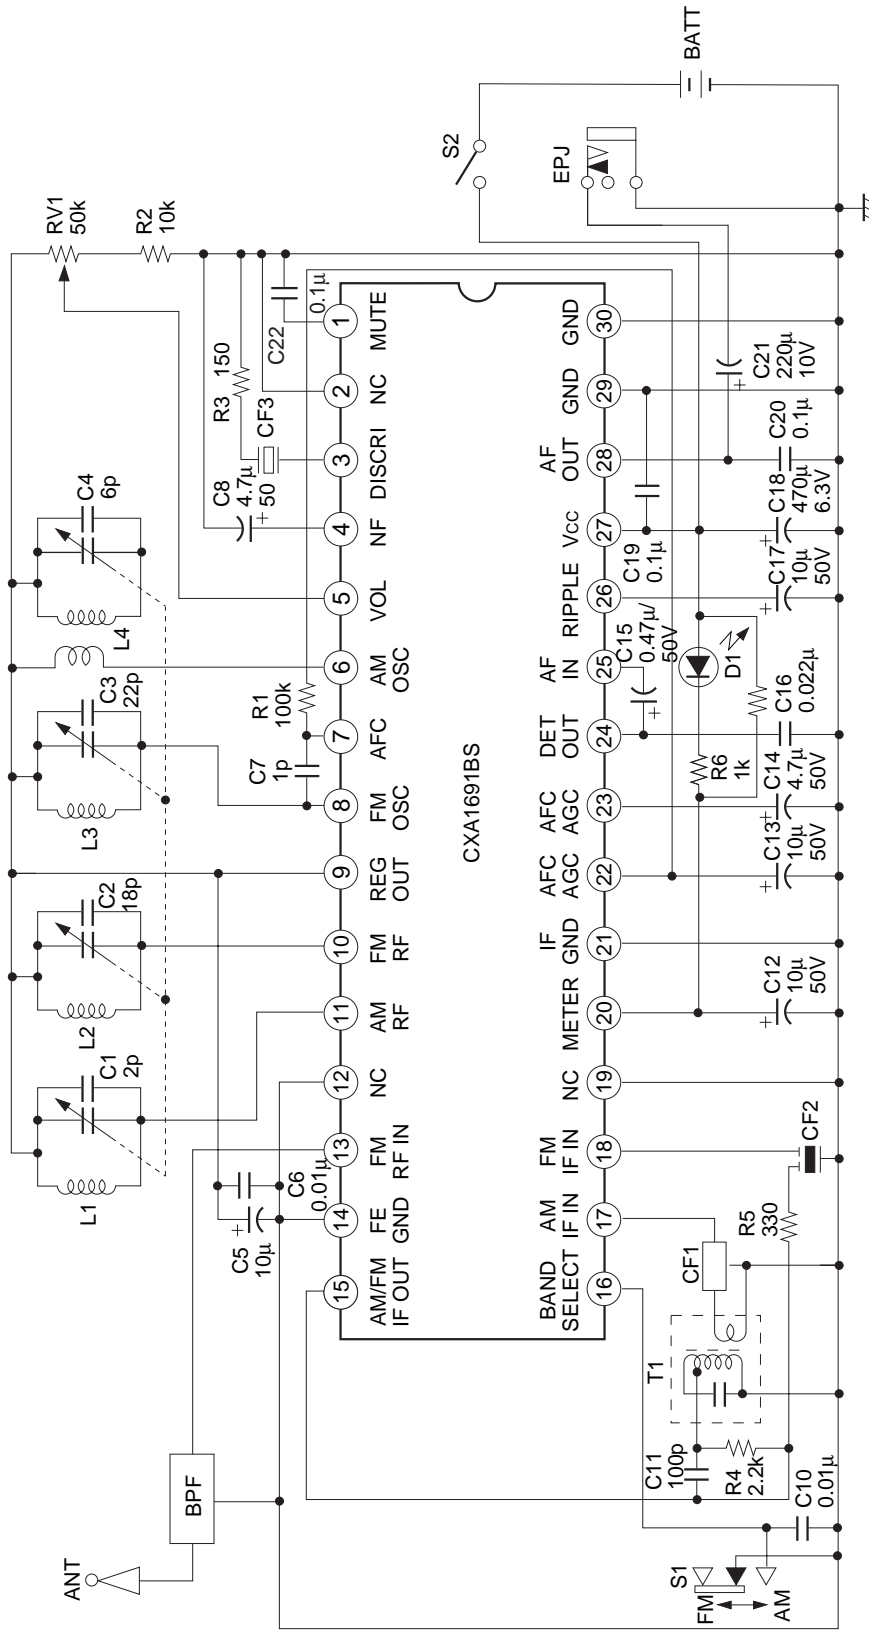 ANT
BPF
L1
C1
2p
L2
C2
18p
L3
C3
22p
L4
C4
6p
RV1
50k
R2
10k
C5
10µ
+
C6
0.01µ
C7
1p
R1
100k
C8
4.7µ
50
+
R3
150
CF3
C22
0.1µ
15
14
13
12
11
10
9
8
7
6
5
4
3
2
1
AM/FM
IF OUT
FE
GND
FM
RF IN
NC
AM
RF
FM
RF
REG
OUT
FM
OSC
AFC
AM
OSC
VOL
NF
DISCRI
NC
MUTE
CXA1691BS
BAND
SELECT
AM
IF IN
FM
IF IN
NC
METER
IF
GND
AFC
AGC
AFC
AGC
DET
OUT
AF
IN
RIPPLE
Vcc
AF
OUT
GND
GND
16
17
18
19
20
21
22
23
24
25
26
27
28
29
30
S1
FM
AM
C10
0.01µ
C11
100p
R4
2.2k
T1
CF1
R5
330
CF2
C12
10µ
50V
+
C13
10µ
50V
+
C14
4.7µ
50V
+
R6
1k
D1
C16
0.022µ
C15
0.47µ/
50V
+
C17
10µ
50V
+
C19
0.1µ
C18
470µ
6.3V
+
C20
0.1µ
C21
220µ
10V
+
S2
EPJ
BATT